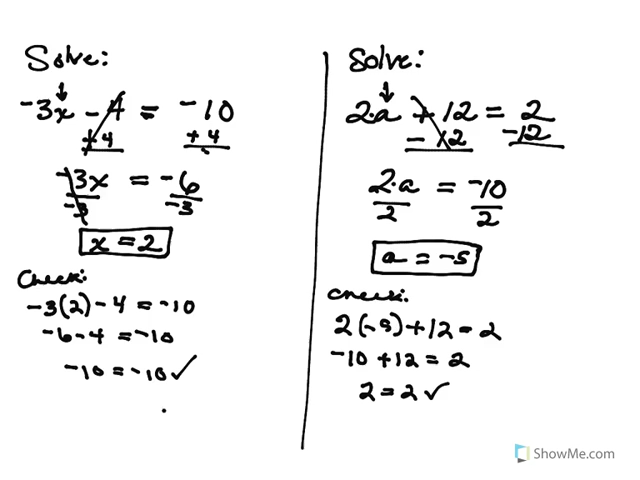 Solve:
-3x - 4 = -10
+4 +4
-3x = -6
-3 -3
x = 2
Check:
-3(2) - 4 = -10
-6 - 4 = -10
-10 = -10 ✓
Solve:
2·a + 12 = 2
- 12 -12
2·a = -10
2 2
a = -5
Check:
2(-5) + 12 = 2
-10 + 12 = 2
2 = 2 ✓
ShowMe.com